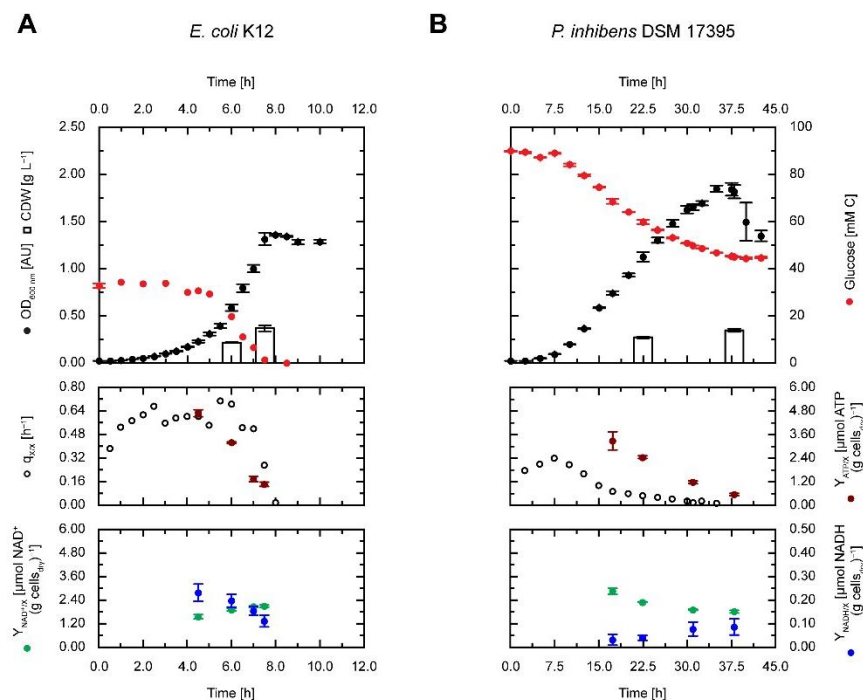 A E. coli K12 B P. inhibens DSM 17395
Time [h] Time [h]
0.0 2.0 4.0 6.0 8.0 10.0 12.0 0.0 7.5 15.0 22.5 30.0 37.5 45.0
2.50 100
2.00 80
1.50 60
1.00 40
0.50 20
0.00 0
OD600 nm [AU] CDW [g L−1]
Glucose [mM C]
0.80 6.00
0.64 4.80
0.48 3.60
0.32 2.40
0.16 1.20
0.00 0.00
qX/X [h−1]
YATP/X [µmol ATP
(g cellsdry)−1]
6.00 0.50
4.80 0.40
3.60 0.30
2.40 0.20
1.20 0.10
0.00 0.00
YNAD+/X [µmol NAD+
(g cellsdry)−1]
YNADH/X [µmol NADH
(g cellsdry)−1]
0.0 2.0 4.0 6.0 8.0 10.0 12.0 0.0 7.5 15.0 22.5 30.0 37.5 45.0
Time [h] Time [h]